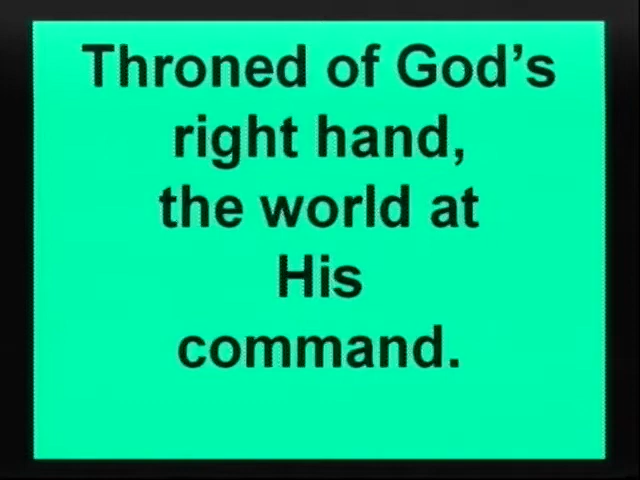 Throned of God’s
right hand,
the world at
His
command.